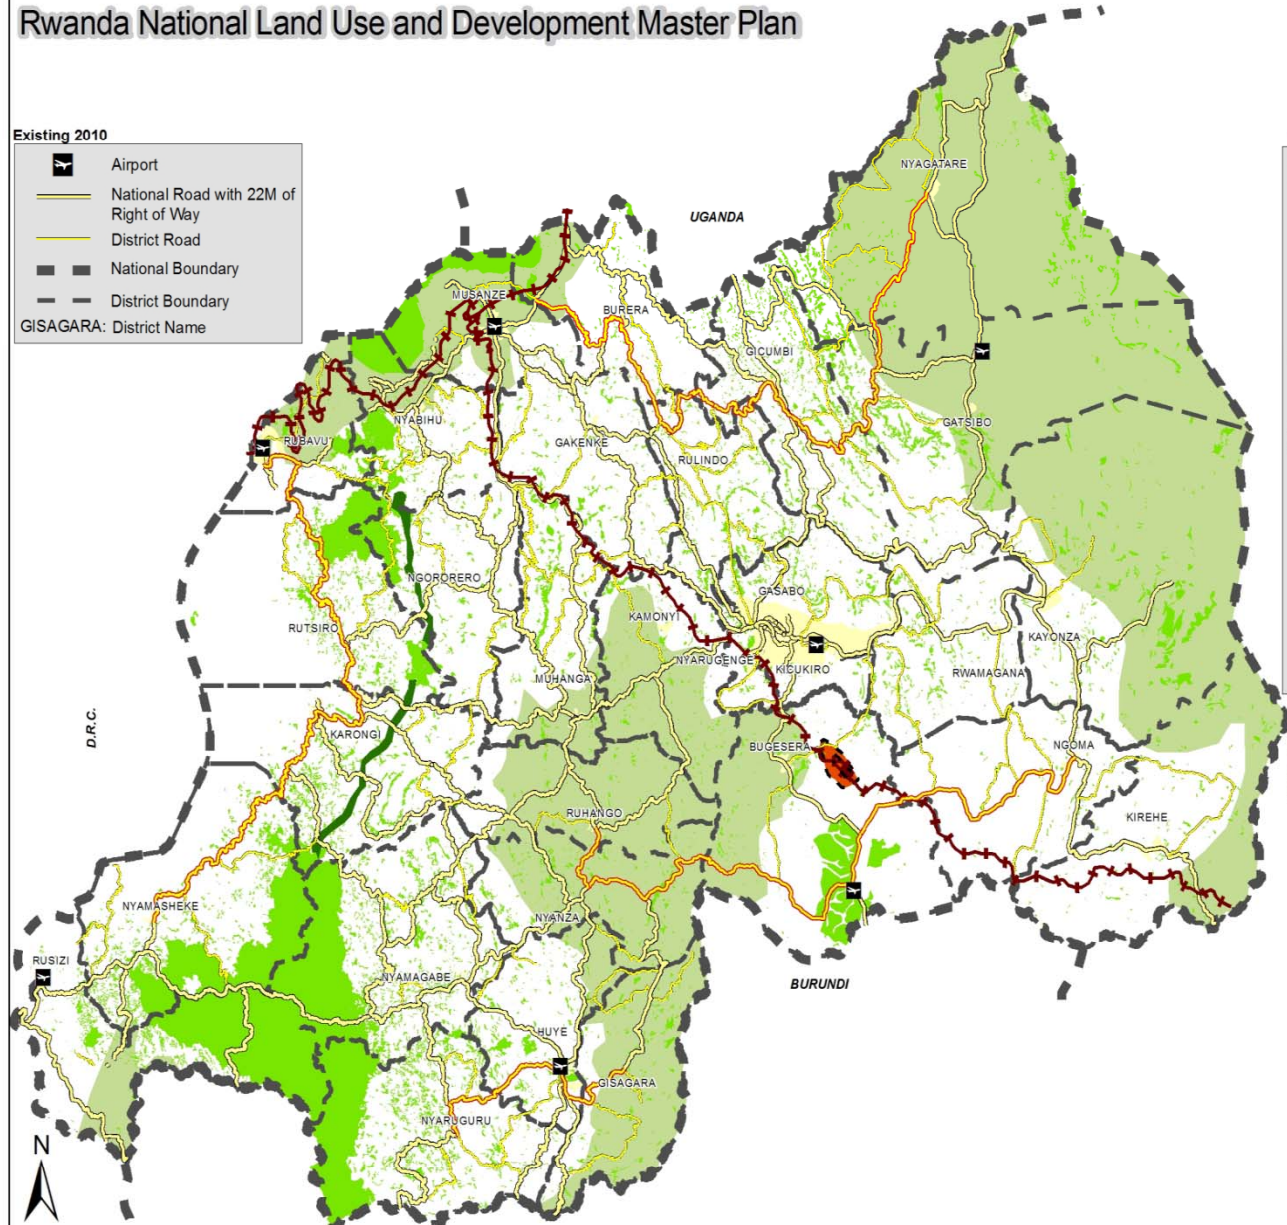 Rwanda National Land Use and Development Master Plan
Existing 2010
Airport
National Road with 22M of
Right of Way
District Road
National Boundary
District Boundary
GISAGARA: District Name
NYAGATARE
UGANDA
MUSANZE
BURERA
GICUMBI
NYABIHU
GATSIBO
RUBAVU
GAKENKE
RULINDO
NGORORERO
GASABO
KAMONYI
RUTSIRO
KAYONZA
NYARUGENGE
KICUKIRO
RWAMAGANA
MUHANGA
D.R.C.
KARONGI
BUGESERA
NGOMA
RUHANGO
KIREHE
NYAMASHEKE
NYANZA
RUSIZI
NYAMAGABE
BURUNDI
HUYE
GISAGARA
NYARUGURU
N